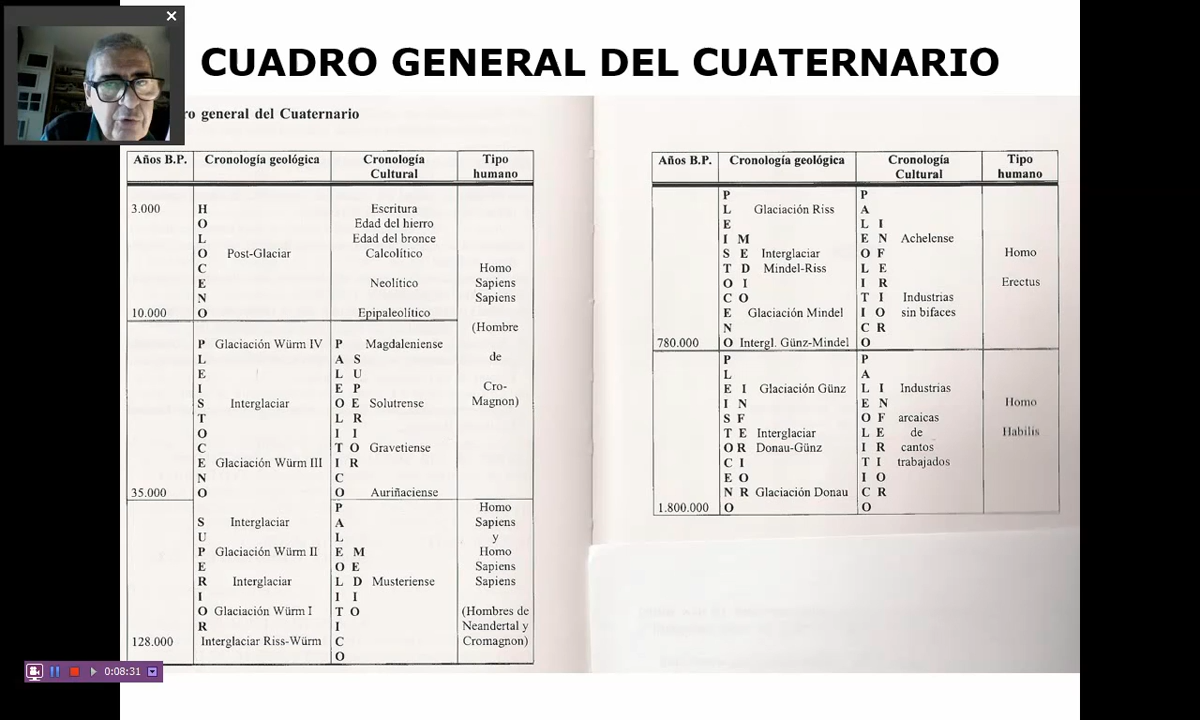 CUADRO GENERAL DEL CUATERNARIO
ro general del Cuaternario
Años B.P. Cronología geológica Cronología Cultural Tipo humano
3.000 HOLOCENO Escritura
Edad del hierro
Edad del bronce
Post-Glaciar Calcolítico
Homo
Neolítico Sapiens
Sapiens
10.000 Epipaleolítico
(Hombre
PLEISTOCENO Glaciación Würm IV PALEOLITICO SUPERIOR Magdaleniense
de
Cro-
Interglaciar Solutrense Magnon)
Gravetiense
Glaciación Würm III
35.000 Auriñaciense
SUPERIOR PALEOLITICO MEDIO Homo
Interglaciar Sapiens
y
Glaciación Würm II Homo
Sapiens
Interglaciar Musteriense Sapiens
Glaciación Würm I (Hombres de
Neandertal y
128.000 Interglaciar Riss-Würm Cromagnon)
Años B.P. Cronología geológica Cronología Cultural Tipo humano
PLEISTOCENO MEDIO PALEOLITICO INFERIOR
Glaciación Riss
Achelense
Interglaciar Homo
Mindel-Riss
Erectus
Industrias
Glaciación Mindel sin bifaces
780.000 Intergl. Günz-Mindel
PLEISTOCENO INFERIOR PALEOLITICO INFERIOR
Glaciación Günz Industrias
Homo
arcaicas
Interglaciar de Habilis
Donau-Günz cantos
trabajados
Glaciación Donau
1.800.000
0:08:31